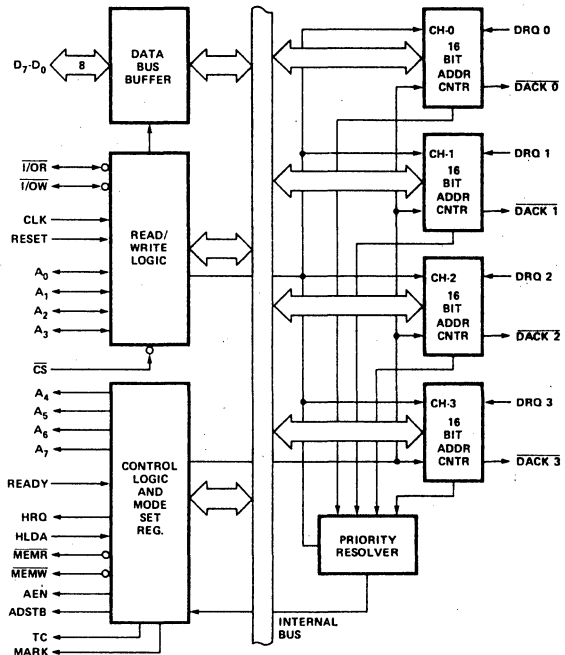 D7-D0
8
DATA
BUS
BUFFER
I/OR
I/OW
CLK
RESET
A0
A1
A2
A3
CS
READ/
WRITE
LOGIC
A4
A5
A6
A7
READY
HRQ
HLDA
MEMR
MEMW
AEN
ADSTB
TC
MARK
CONTROL
LOGIC
AND
MODE
SET
REG.
INTERNAL
BUS
CH-0
16
BIT
ADDR
CNTR
DRQ 0
DACK 0
CH-1
16
BIT
ADDR
CNTR
DRQ 1
DACK 1
CH-2
16
BIT
ADDR
CNTR
DRQ 2
DACK 2
CH-3
16
BIT
ADDR
CNTR
DRQ 3
DACK 3
PRIORITY
RESOLVER